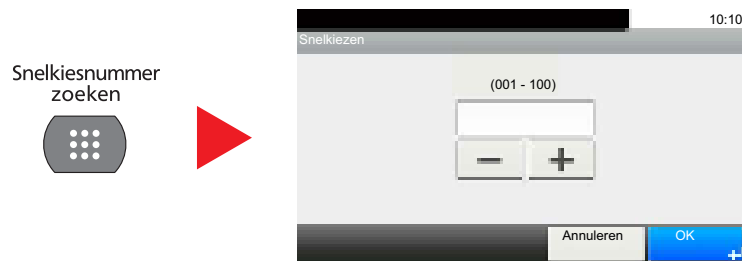 Snelkiesnummer
zoeken
10:10
Snelkiezen
(001 - 100)
Annuleren
OK